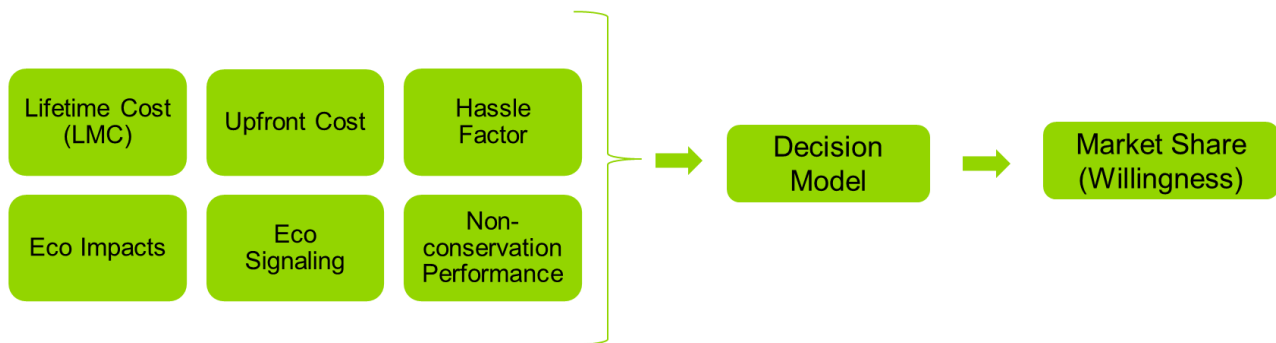 Lifetime Cost
(LMC)
Upfront Cost
Hassle
Factor
Eco Impacts
Eco
Signaling
Non-
conservation
Performance
Decision
Model
Market Share
(Willingness)